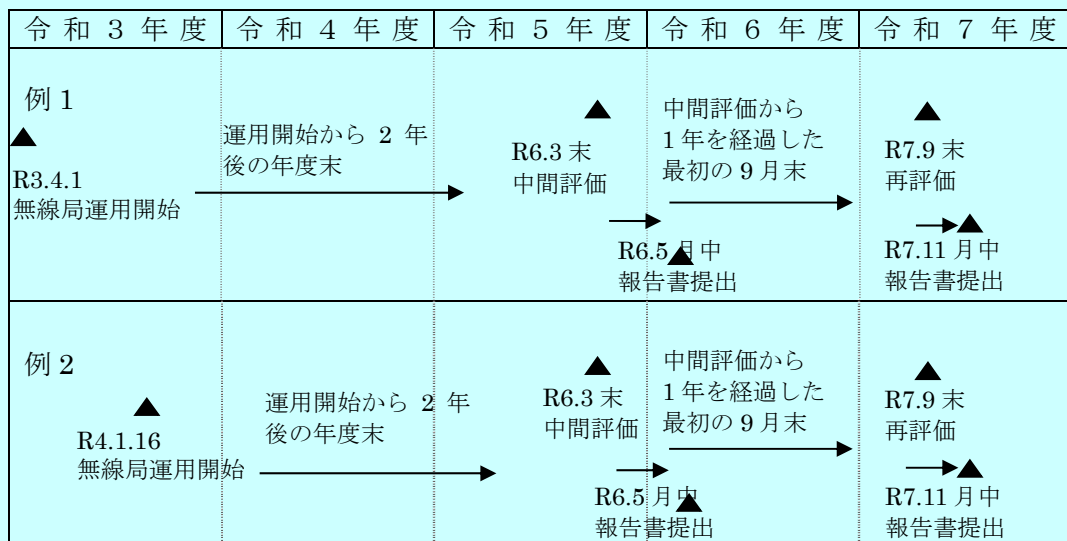 令和3年度 令和4年度 令和5年度 令和6年度 令和7年度
例1
R3.4.1
無線局運用開始
運用開始から 2 年
後の年度末
R6.3 末
中間評価
R6.5 月中
報告書提出
中間評価から
1年を経過した
最初の9月末
R7.9 末
再評価
R7.11 月中
報告書提出
例2
R4.1.16
無線局運用開始
運用開始から 2 年
後の年度末
R6.3 末
中間評価
R6.5 月中
報告書提出
中間評価から
1年を経過した
最初の9月末
R7.9 末
再評価
R7.11 月中
報告書提出